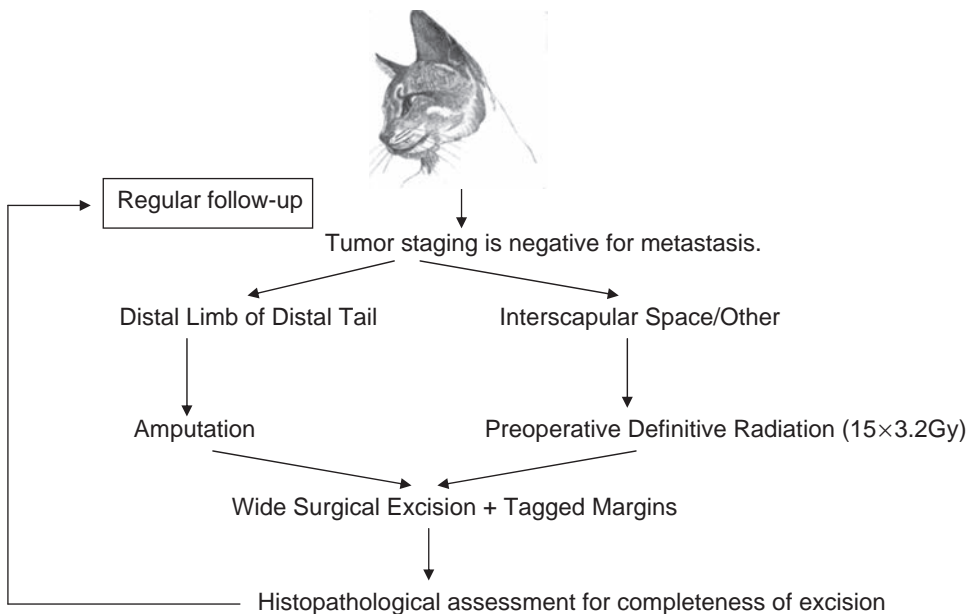 Regular follow-up
Tumor staging is negative for metastasis.
Distal Limb of Distal Tail
Interscapular Space/Other
Amputation
Preoperative Definitive Radiation (15×3.2Gy)
Wide Surgical Excision + Tagged Margins
Histopathological assessment for completeness of excision